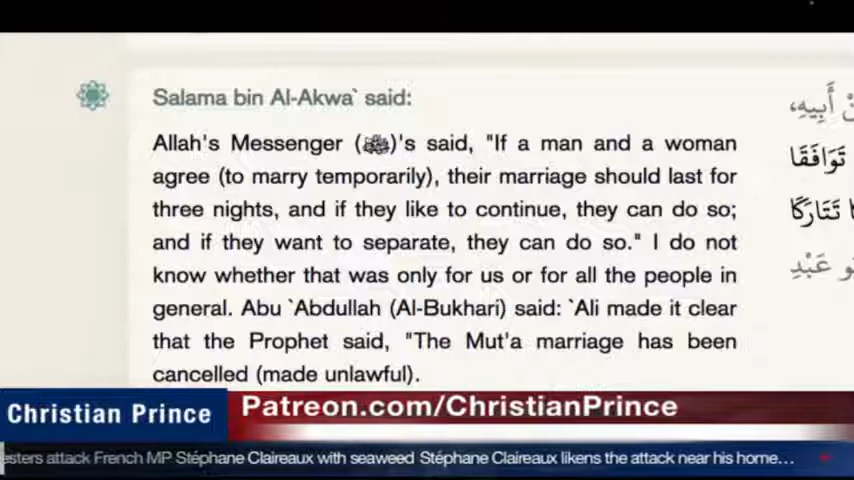 Salama bin Al-Akwa` said:
Allah's Messenger (ﷺ)'s said, "If a man and a woman
agree (to marry temporarily), their marriage should last for
three nights, and if they like to continue, they can do so;
and if they want to separate, they can do so." I do not
know whether that was only for us or for all the people in
general. Abu `Abdullah (Al-Bukhari) said: `Ali made it clear
that the Prophet said, "The Mut'a marriage has been
cancelled (made unlawful).
أَبِيهِ،
تَوَافَقَا
تَتَارَكَا
عَبْدِ
Christian Prince
Patreon.com/ChristianPrince
attack French MP Stéphane Claireaux with seaweed Stéphane Claireaux likens the attack near his home...